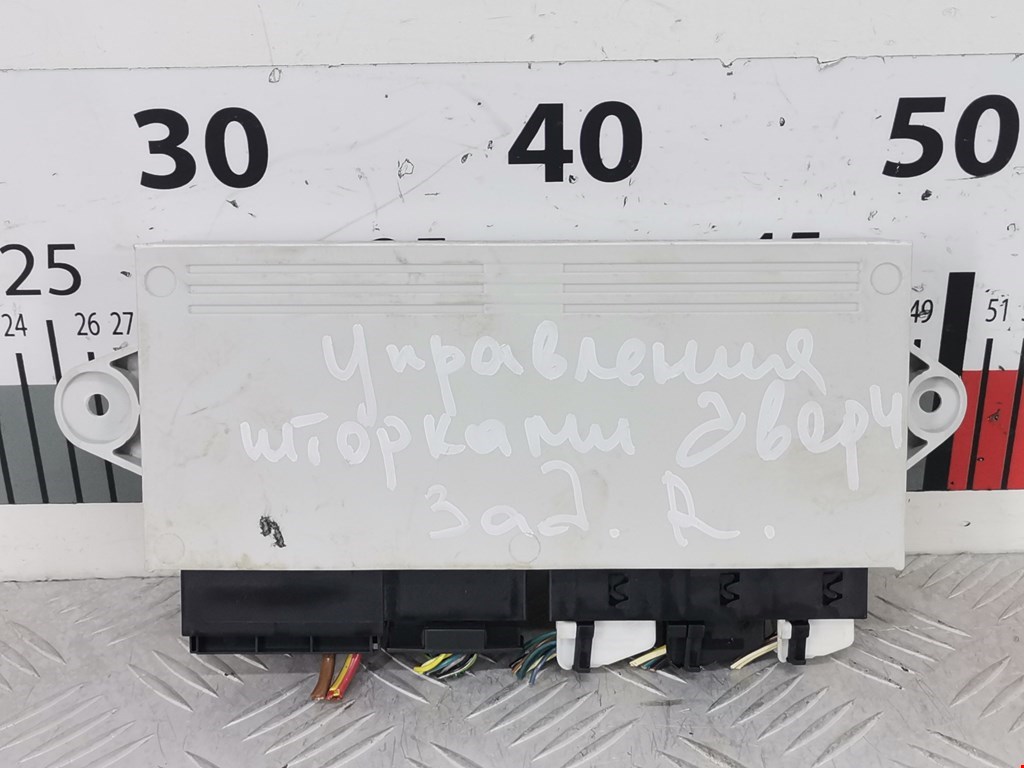 30 40 50
25
24 26 27 49 51
Управления
шторками двери
зад. R.